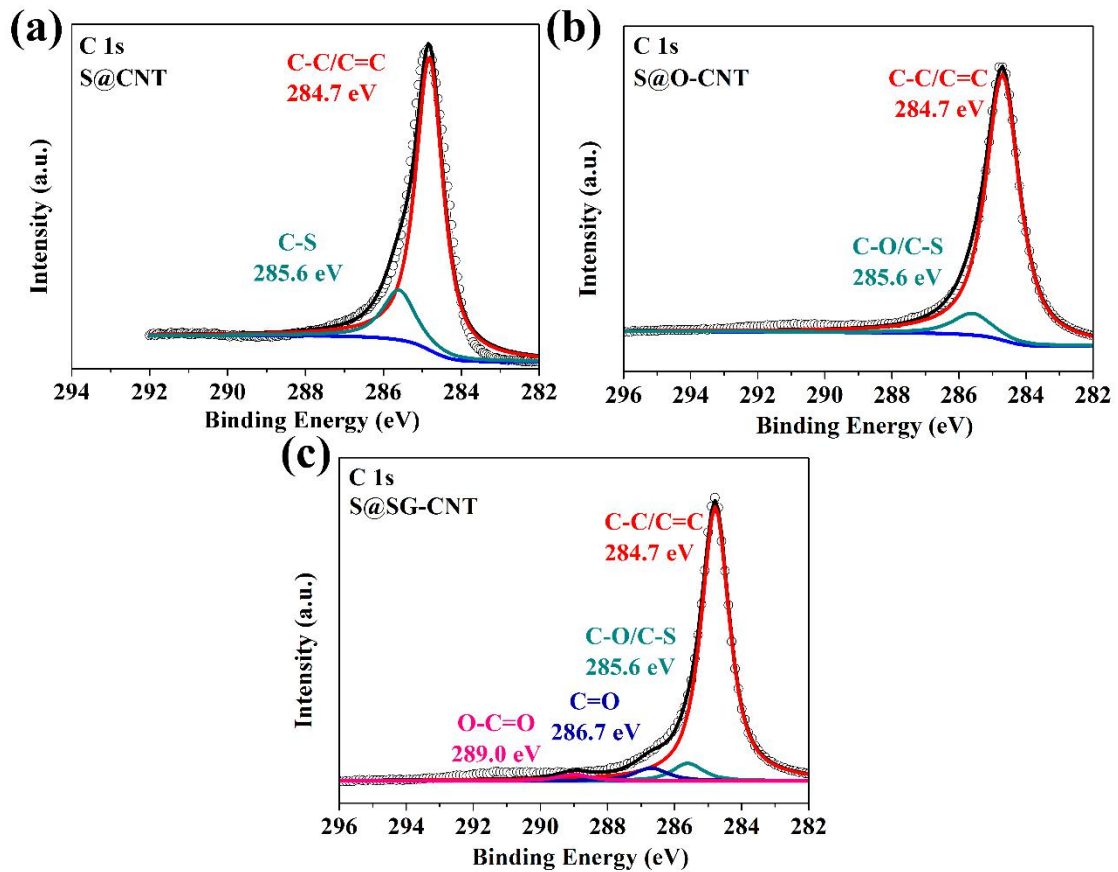 (a)
C 1s
S@CNT
C-C/C=C
284.7 eV
C-S
285.6 eV
Intensity (a.u.)
294 292 290 288 286 284 282
Binding Energy (eV)
(b)
C 1s
S@O-CNT
C-C/C=C
284.7 eV
C-O/C-S
285.6 eV
Intensity (a.u.)
296 294 292 290 288 286 284 282
Binding Energy (eV)
(c)
C 1s
S@SG-CNT
C-C/C=C
284.7 eV
C-O/C-S
285.6 eV
C=O
286.7 eV
O-C=O
289.0 eV
Intensity (a.u.)
296 294 292 290 288 286 284 282
Binding Energy (eV)